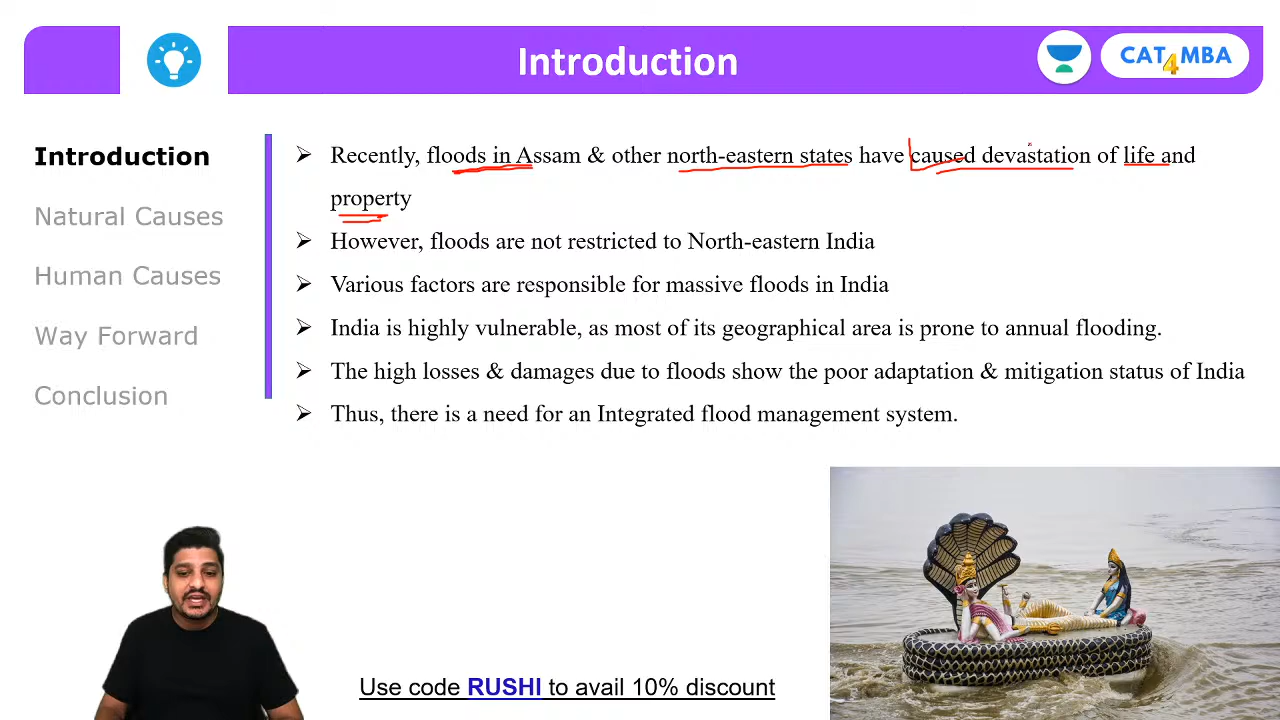 Introduction
CAT4MBA
Introduction
Natural Causes
Human Causes
Way Forward
Conclusion
➢ Recently, floods in Assam & other north-eastern states have caused devastation of life and
property
➢ However, floods are not restricted to North-eastern India
➢ Various factors are responsible for massive floods in India
➢ India is highly vulnerable, as most of its geographical area is prone to annual flooding.
➢ The high losses & damages due to floods show the poor adaptation & mitigation status of India
➢ Thus, there is a need for an Integrated flood management system.
Use code RUSHI to avail 10% discount